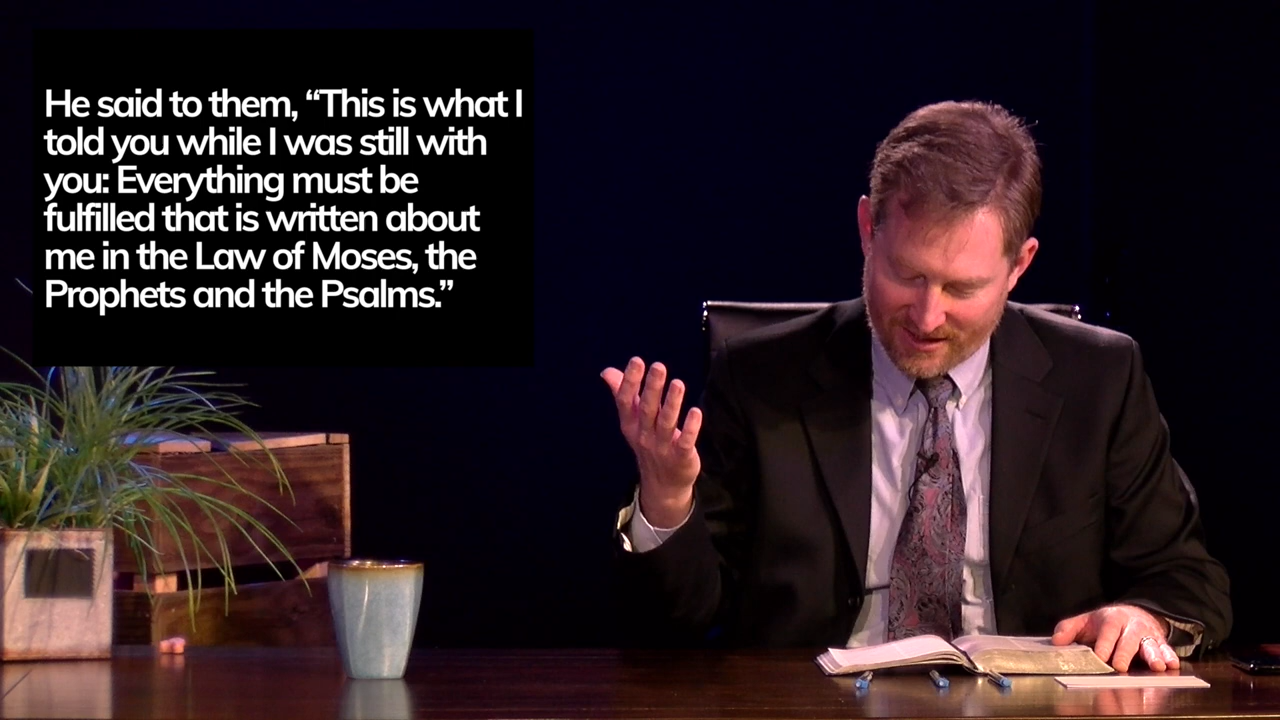 He said to them, “This is what I
told you while I was still with
you: Everything must be
fulfilled that is written about
me in the Law of Moses, the
Prophets and the Psalms.”